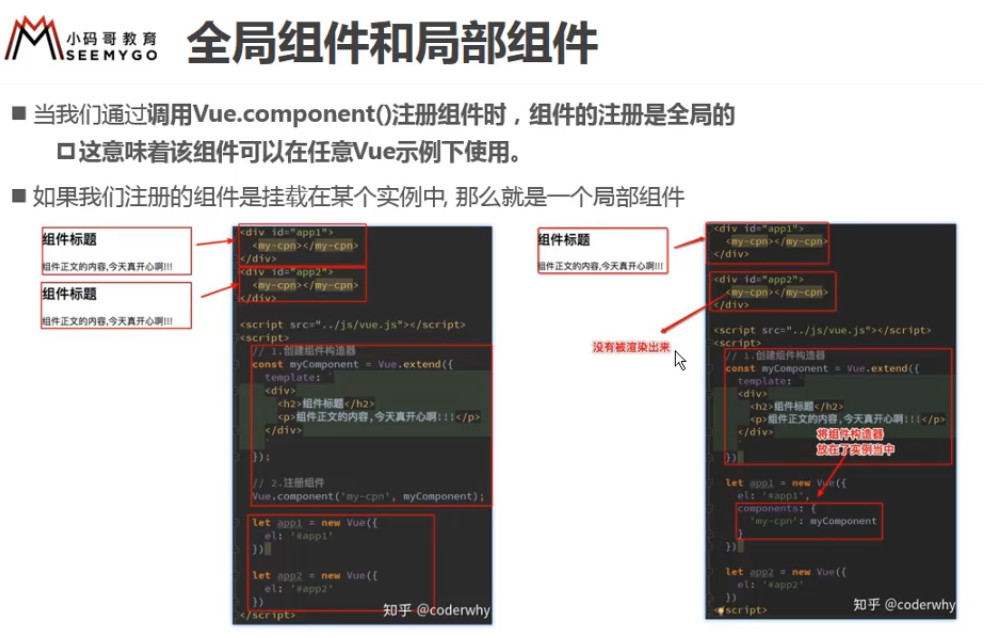 小码哥教育
SEEMYGO
全局组件和局部组件
当我们通过调用Vue.component()注册组件时，组件的注册是全局的
这意味着该组件可以在任意Vue示例下使用。
如果我们注册的组件是挂载在某个实例中, 那么就是一个局部组件
组件标题
组件正文的内容,今天真开心啊!!!
组件标题
组件正文的内容,今天真开心啊!!!
<div id="app1">
<my-cpn></my-cpn>
</div>
<div id="app2">
<my-cpn></my-cpn>
</div>
<script src="../js/vue.js"></script>
<script>
// 1.创建组件构造器
const myComponent = Vue.extend({
template: `
<div>
<h2>组件标题</h2>
<p>组件正文的内容,今天真开心啊!!!</p>
</div>
`
});
// 2.注册组件
Vue.component('my-cpn', myComponent);
let app1 = new Vue({
el: '#app1'
})
let app2 = new Vue({
el: '#app2'
})
</script>
知乎 @coderwhy
组件标题
组件正文的内容,今天真开心啊!!!
没有被渲染出来
<div id="app1">
<my-cpn></my-cpn>
</div>
<div id="app2">
<my-cpn></my-cpn>
</div>
<script src="../js/vue.js"></script>
<script>
// 1.创建组件构造器
const myComponent = Vue.extend({
template: `
<div>
<h2>组件标题</h2>
<p>组件正文的内容,今天真开心啊!!!</p>
</div>
`
})
将组件构造器
放在了实例当中
let app1 = new Vue({
el: '#app1',
components: {
'my-cpn': myComponent
}
})
let app2 = new Vue({
el: '#app2'
})
script>
知乎 @coderwhy